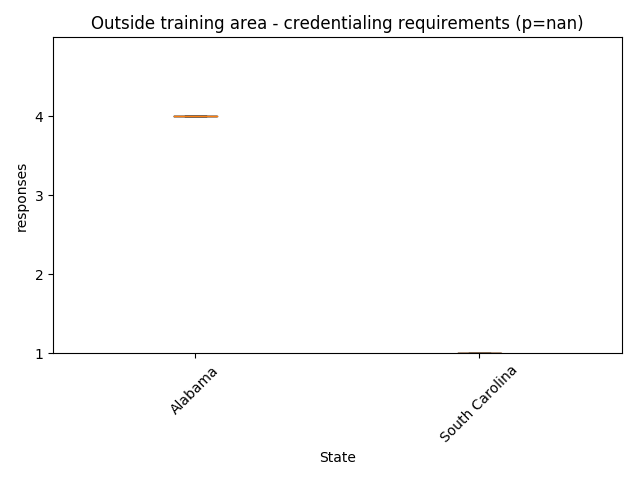 Outside training area - credentialing requirements (p=nan)
responses
4
3
2
1
Alabama
South Carolina
State